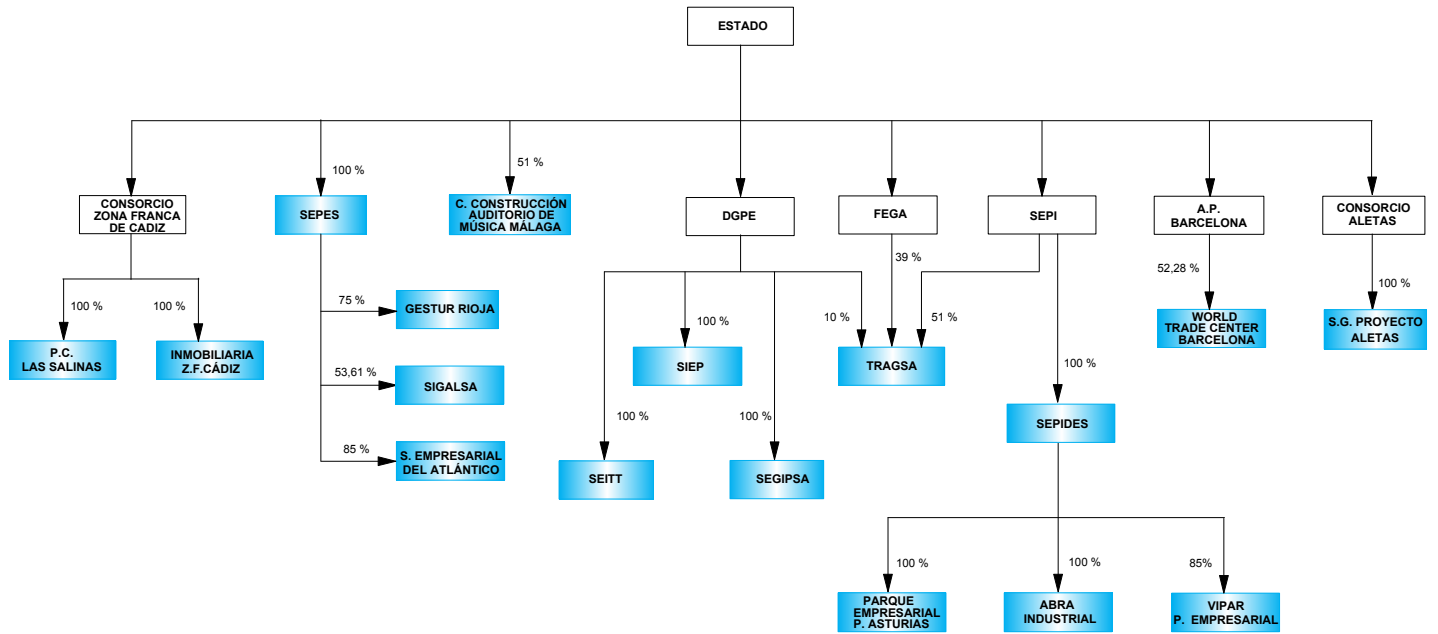 ESTADO
100 %
51 %
CONSORCIO
ZONA FRANCA
DE CADIZ
SEPES
C. CONSTRUCCIÓN
AUDITORIO DE
MÚSICA MÁLAGA
DGPE
FEGA
SEPI
A.P.
BARCELONA
CONSORCIO
ALETAS
39 %
52,28 %
100 %
100 %
100 %
75 %
GESTUR RIOJA
100 %
10 %
51 %
WORLD
TRADE CENTER
BARCELONA
S.G. PROYECTO
ALETAS
P.C.
LAS SALINAS
INMOBILIARIA
Z.F.CÁDIZ
SIEP
TRAGSA
100 %
53,61 %
SIGALSA
100 %
100 %
SEPIDES
85 %
S. EMPRESARIAL
DEL ATLÁNTICO
SEITT
SEGIPSA
100 %
100 %
85%
PARQUE
EMPRESARIAL
P. ASTURIAS
ABRA
INDUSTRIAL
VIPAR
P. EMPRESARIAL